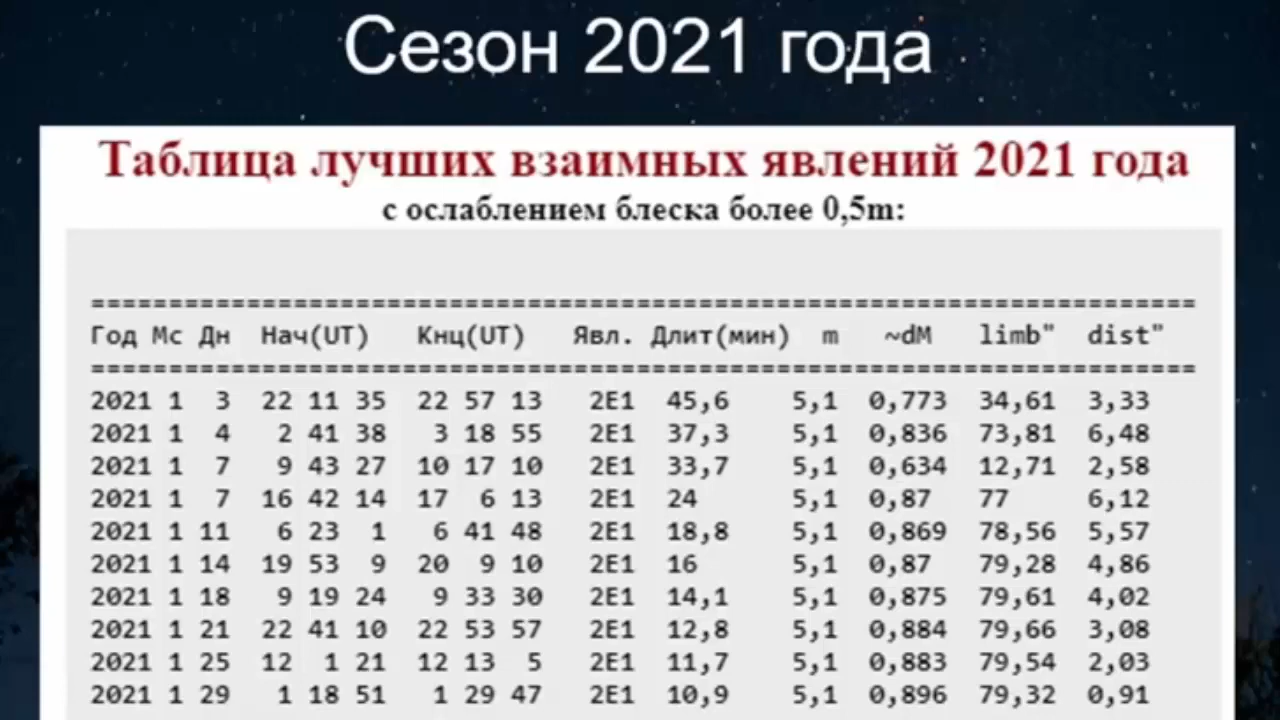 Сезон 2021 года
Таблица лучших взаимных явлений 2021 года
с ослаблением блеска более 0,5m:
=======================================================================
Год Мс Дн  Нач(UT)   Кнц(UT)   Явл. Длит(мин)  m   ~dM   limb"  dist"
=======================================================================
2021 1  3  22 11 35  22 57 13   2E1  45,6    5,1  0,773  34,61  3,33
2021 1  4   2 41 38   3 18 55   2E1  37,3    5,1  0,836  73,81  6,48
2021 1  7   9 43 27  10 17 10   2E1  33,7    5,1  0,634  12,71  2,58
2021 1  7  16 42 14  17  6 13   2E1  24      5,1  0,87   77     6,12
2021 1 11   6 23  1   6 41 48   2E1  18,8    5,1  0,869  78,56  5,57
2021 1 14  19 53  9  20  9 10   2E1  16      5,1  0,87   79,28  4,86
2021 1 18   9 19 24   9 33 30   2E1  14,1    5,1  0,875  79,61  4,02
2021 1 21  22 41 10  22 53 57   2E1  12,8    5,1  0,884  79,66  3,08
2021 1 25  12  1 21  12 13  5   2E1  11,7    5,1  0,883  79,54  2,03
2021 1 29   1 18 51   1 29 47   2E1  10,9    5,1  0,896  79,32  0,91